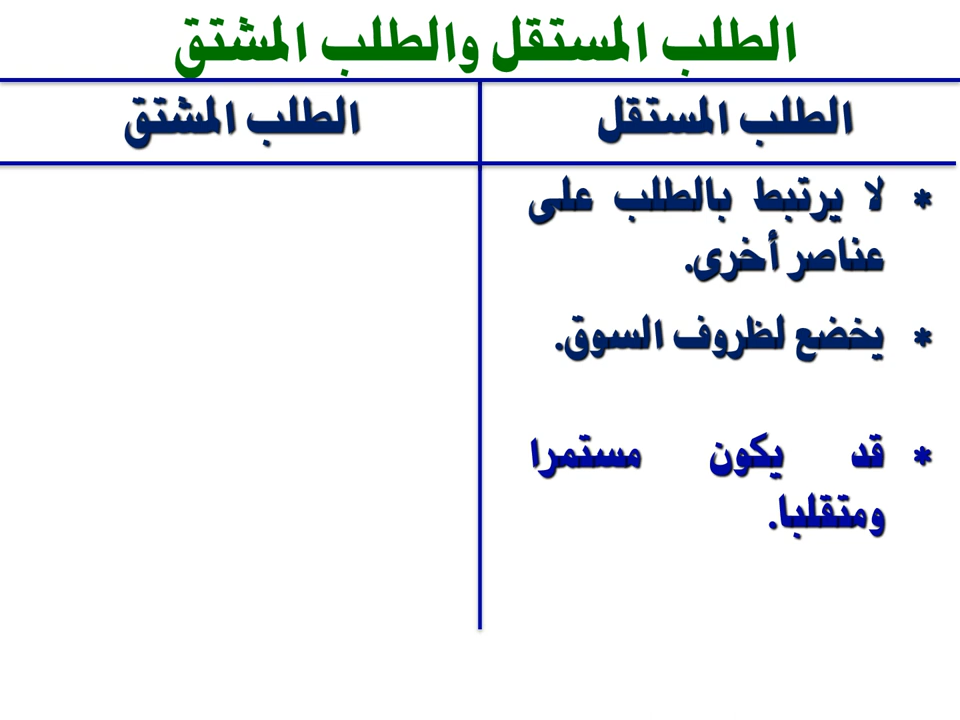 الطلب المستقل والطلب المشتق
الطلب المستقل
الطلب المشتق
* لا يرتبط بالطلب على
عناصر أخرى.
* يخضع لظروف السوق.
* قد يكون مستمرا
ومتقلبا.